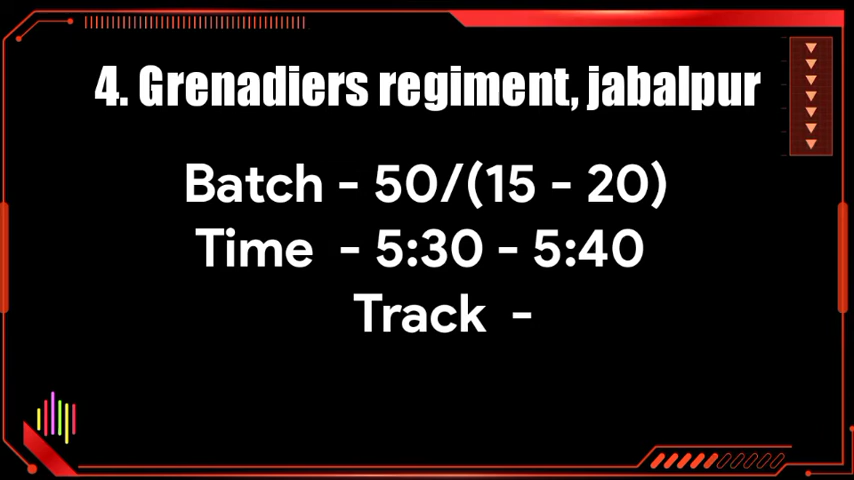 4. Grenadiers regiment, jabalpur
Batch - 50/(15 - 20)
Time - 5:30 - 5:40
Track -